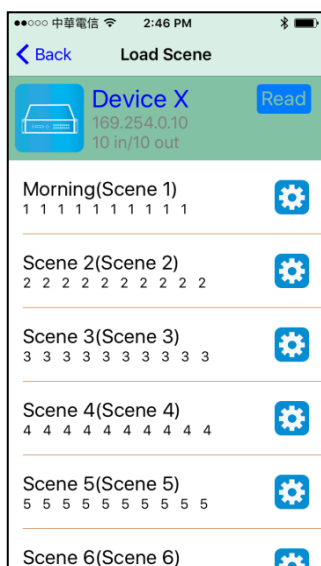 中華電信 2:46 PM
Back Load Scene
Device X Read
169.254.0.10
10 in/10 out
Morning(Scene 1)
1 1 1 1 1 1 1 1 1 1
Scene 2(Scene 2)
2 2 2 2 2 2 2 2 2 2
Scene 3(Scene 3)
3 3 3 3 3 3 3 3 3 3
Scene 4(Scene 4)
4 4 4 4 4 4 4 4 4 4
Scene 5(Scene 5)
5 5 5 5 5 5 5 5 5 5
Scene 6(Scene 6)